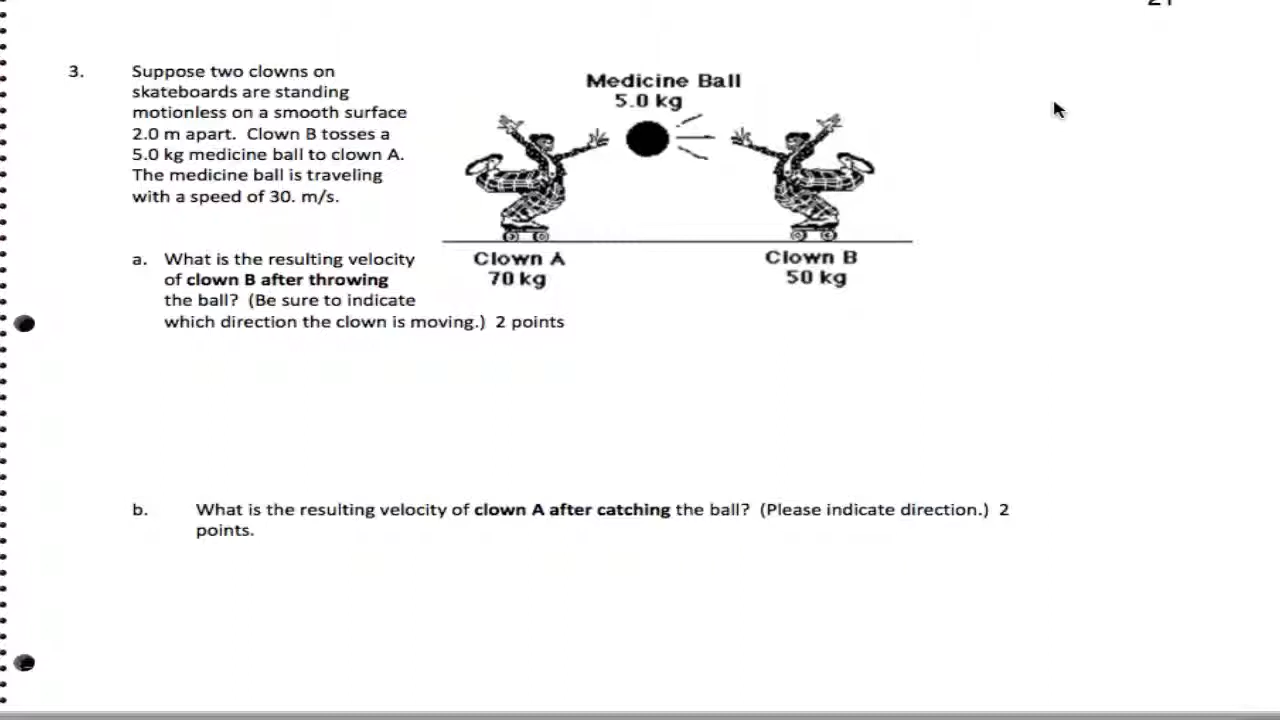 3. Suppose two clowns on
skateboards are standing
motionless on a smooth surface
2.0 m apart. Clown B tosses a
5.0 kg medicine ball to clown A.
The medicine ball is traveling
with a speed of 30. m/s.
Medicine Ball
5.0 kg
Clown A
70 kg
Clown B
50 kg
a. What is the resulting velocity
of clown B after throwing
the ball? (Be sure to indicate
which direction the clown is moving.) 2 points
b. What is the resulting velocity of clown A after catching the ball? (Please indicate direction.) 2
points.